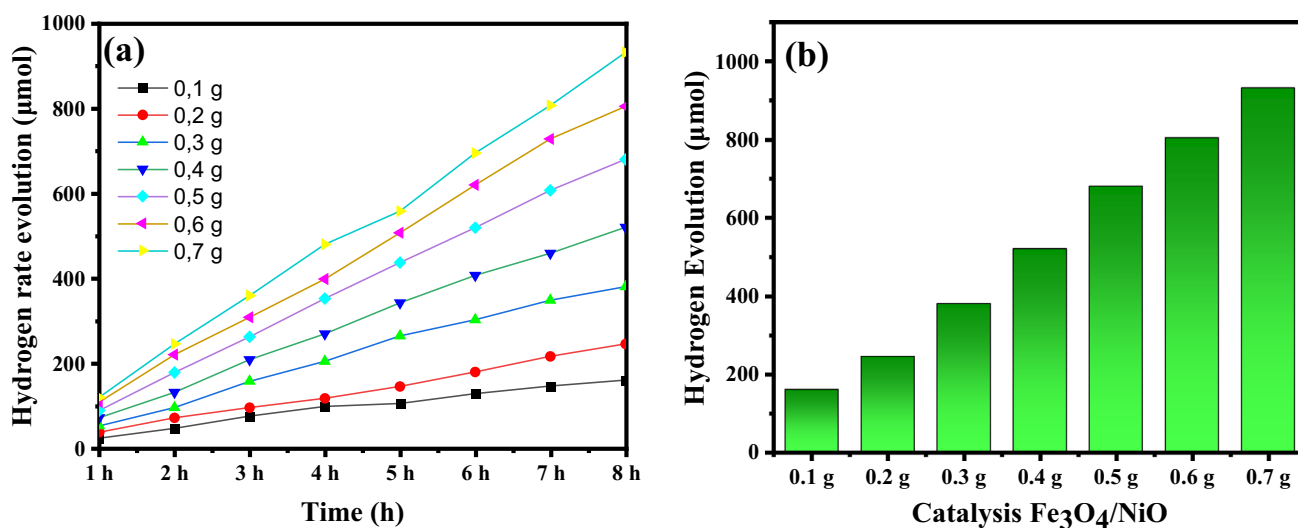 (a)
Hydrogen rate evolution (µmol)
1000
800
600
400
200
0
0,1 g
0,2 g
0,3 g
0,4 g
0,5 g
0,6 g
0,7 g
1 h 2 h 3 h 4 h 5 h 6 h 7 h 8 h
Time (h)
(b)
Hydrogen Evolution (µmol)
1000
800
600
400
200
0
0.1 g 0.2 g 0.3 g 0.4 g 0.5 g 0.6 g 0.7 g
Catalysis Fe₃O₄/NiO